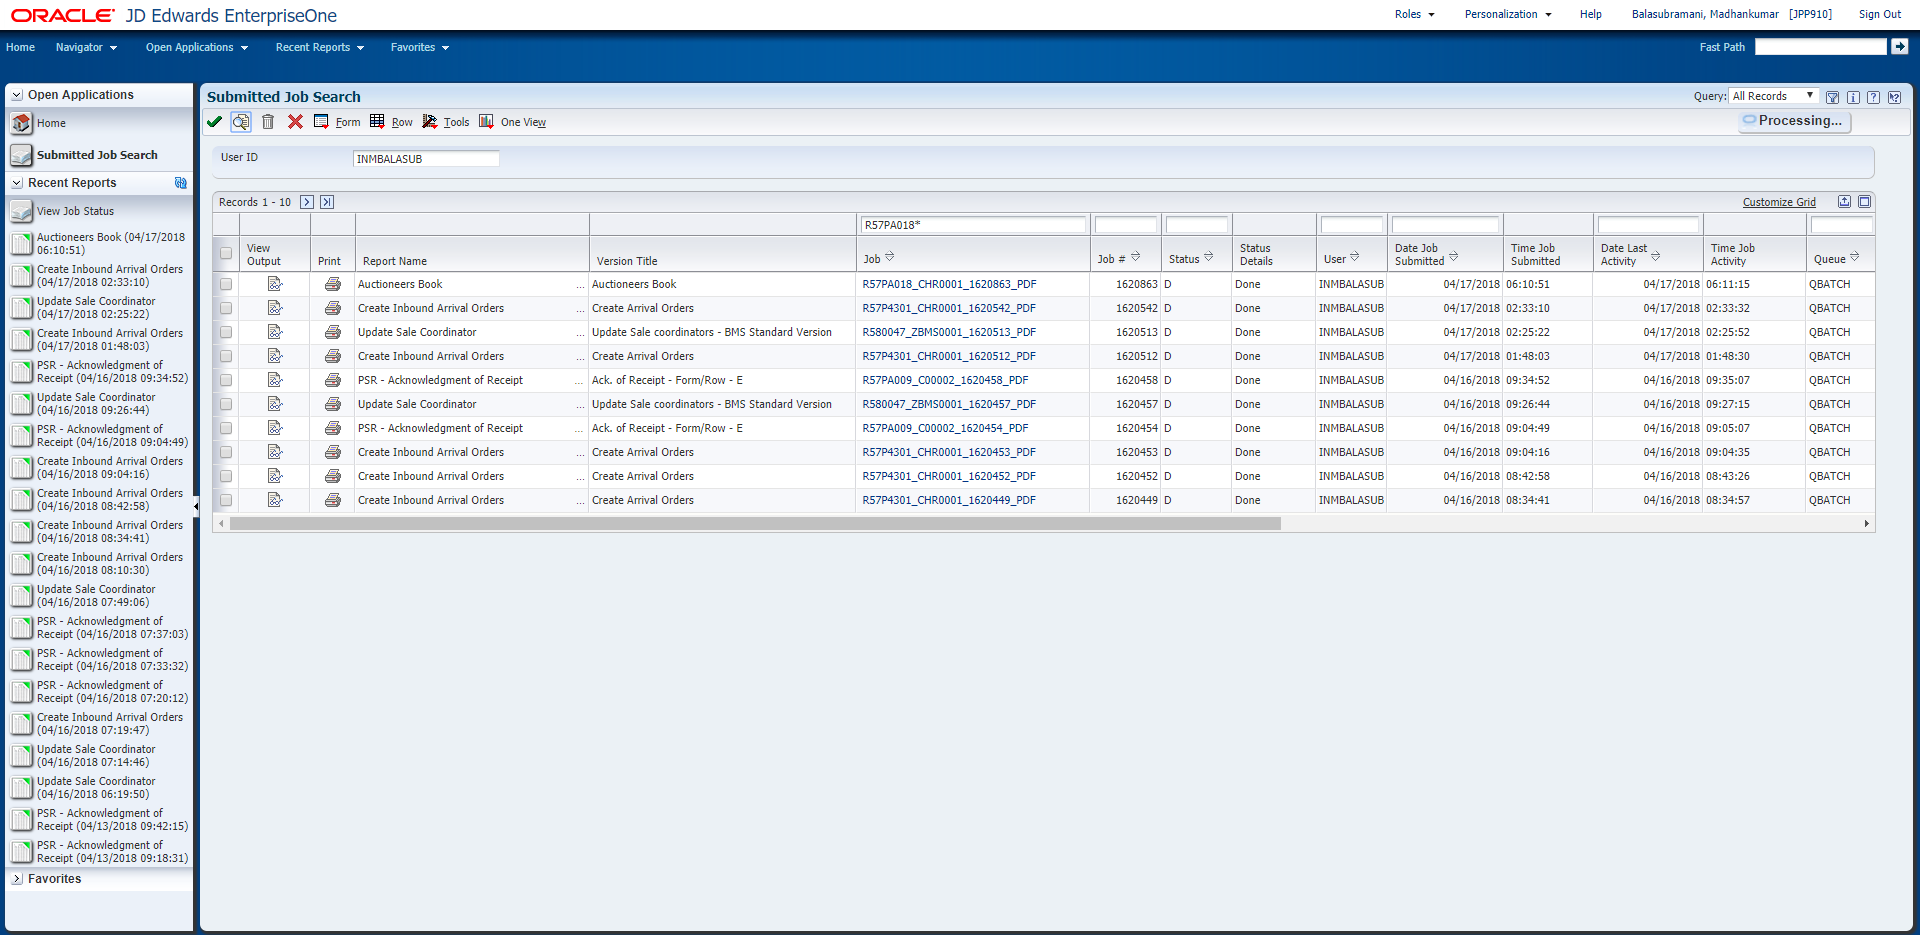 ORACLE JD Edwards EnterpriseOne
Roles Personalization Help Balasubramani, Madhankumar [JPP910] Sign Out
Home Navigator Open Applications Recent Reports Favorites Fast Path
Open Applications
Home
Submitted Job Search
Recent Reports
View Job Status
Auctioneers Book (04/17/2018
06:10:51)
Create Inbound Arrival Orders
(04/17/2018 02:33:10)
Update Sale Coordinator
(04/17/2018 02:25:22)
Create Inbound Arrival Orders
(04/17/2018 01:48:03)
PSR - Acknowledgment of
Receipt (04/16/2018 09:34:52)
Update Sale Coordinator
(04/16/2018 09:26:44)
PSR - Acknowledgment of
Receipt (04/16/2018 09:04:49)
Create Inbound Arrival Orders
(04/16/2018 09:04:16)
Create Inbound Arrival Orders
(04/16/2018 08:42:58)
Create Inbound Arrival Orders
(04/16/2018 08:34:41)
Create Inbound Arrival Orders
(04/16/2018 08:10:30)
Update Sale Coordinator
(04/16/2018 07:49:06)
PSR - Acknowledgment of
Receipt (04/16/2018 07:37:03)
PSR - Acknowledgment of
Receipt (04/16/2018 07:33:32)
PSR - Acknowledgment of
Receipt (04/16/2018 07:20:12)
Create Inbound Arrival Orders
(04/16/2018 07:19:47)
Update Sale Coordinator
(04/16/2018 07:14:46)
Update Sale Coordinator
(04/16/2018 06:19:50)
PSR - Acknowledgment of
Receipt (04/13/2018 09:42:15)
PSR - Acknowledgment of
Receipt (04/13/2018 09:18:31)
Favorites
Submitted Job Search
Query: All Records
Form Row Tools One View
Processing...
User ID INMBALASUB
Records 1 - 10 Customize Grid
R57PA018*
View Output Print Report Name Version Title Job Job # Status Status Details User Date Job Submitted Time Job Submitted Date Last Activity Time Job Activity Queue
Auctioneers Book ... Auctioneers Book R57PA018_CHR0001_1620863_PDF 1620863 D Done INMBALASUB 04/17/2018 06:10:51 04/17/2018 06:11:15 QBATCH
Create Inbound Arrival Orders ... Create Arrival Orders R57P4301_CHR0001_1620542_PDF 1620542 D Done INMBALASUB 04/17/2018 02:33:10 04/17/2018 02:33:32 QBATCH
Update Sale Coordinator ... Update Sale coordinators - BMS Standard Version R580047_ZBMS0001_1620513_PDF 1620513 D Done INMBALASUB 04/17/2018 02:25:22 04/17/2018 02:25:52 QBATCH
Create Inbound Arrival Orders ... Create Arrival Orders R57P4301_CHR0001_1620512_PDF 1620512 D Done INMBALASUB 04/17/2018 01:48:03 04/17/2018 01:48:30 QBATCH
PSR - Acknowledgment of Receipt ... Ack. of Receipt - Form/Row - E R57PA009_C00002_1620458_PDF 1620458 D Done INMBALASUB 04/16/2018 09:34:52 04/16/2018 09:35:07 QBATCH
Update Sale Coordinator ... Update Sale coordinators - BMS Standard Version R580047_ZBMS0001_1620457_PDF 1620457 D Done INMBALASUB 04/16/2018 09:26:44 04/16/2018 09:27:15 QBATCH
PSR - Acknowledgment of Receipt ... Ack. of Receipt - Form/Row - E R57PA009_C00002_1620454_PDF 1620454 D Done INMBALASUB 04/16/2018 09:04:49 04/16/2018 09:05:07 QBATCH
Create Inbound Arrival Orders ... Create Arrival Orders R57P4301_CHR0001_1620453_PDF 1620453 D Done INMBALASUB 04/16/2018 09:04:16 04/16/2018 09:04:35 QBATCH
Create Inbound Arrival Orders ... Create Arrival Orders R57P4301_CHR0001_1620452_PDF 1620452 D Done INMBALASUB 04/16/2018 08:42:58 04/16/2018 08:43:26 QBATCH
Create Inbound Arrival Orders ... Create Arrival Orders R57P4301_CHR0001_1620449_PDF 1620449 D Done INMBALASUB 04/16/2018 08:34:41 04/16/2018 08:34:57 QBATCH